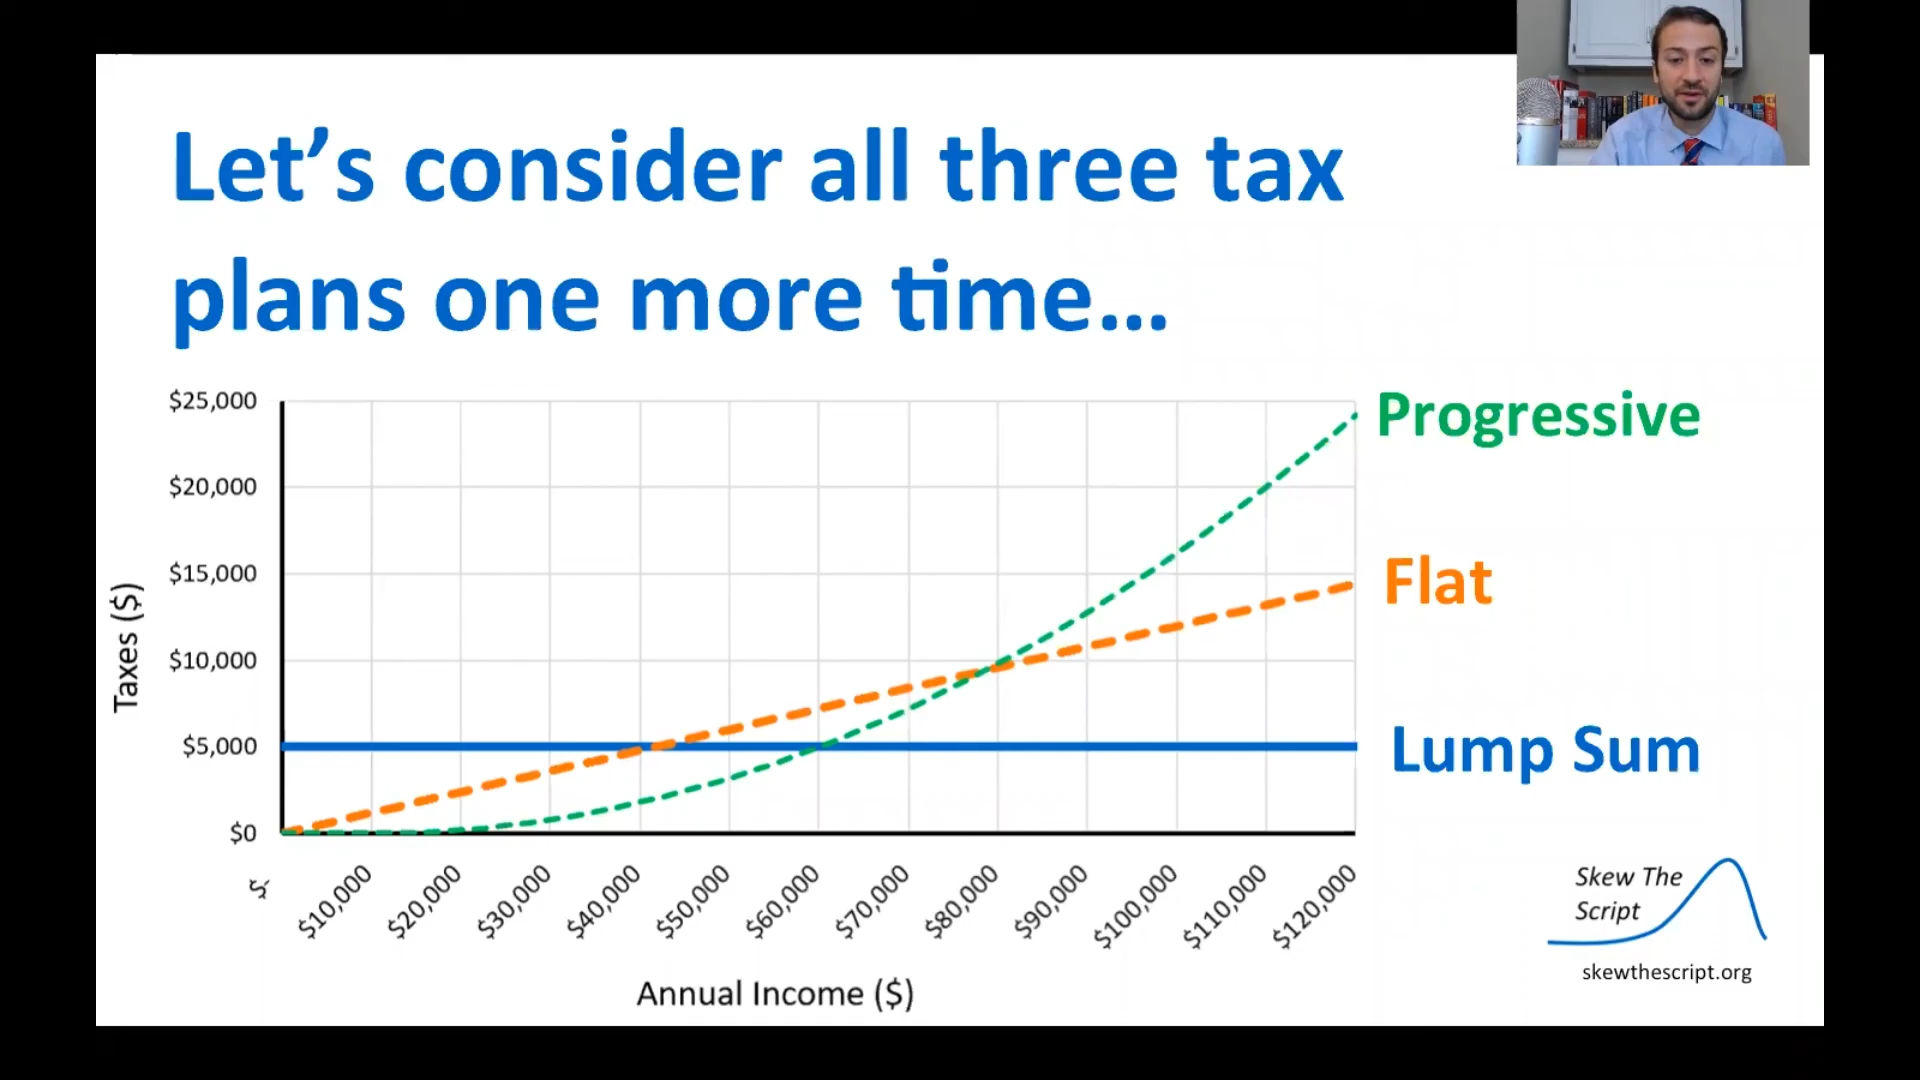 Let’s consider all three tax
plans one more time...
$25,000
$20,000
$15,000
$10,000
$5,000
$0
Taxes ($)
$-
$10,000
$20,000
$30,000
$40,000
$50,000
$60,000
$70,000
$80,000
$90,000
$100,000
$110,000
$120,000
Annual Income ($)
Progressive
Flat
Lump Sum
Skew The
Script
skewthescript.org